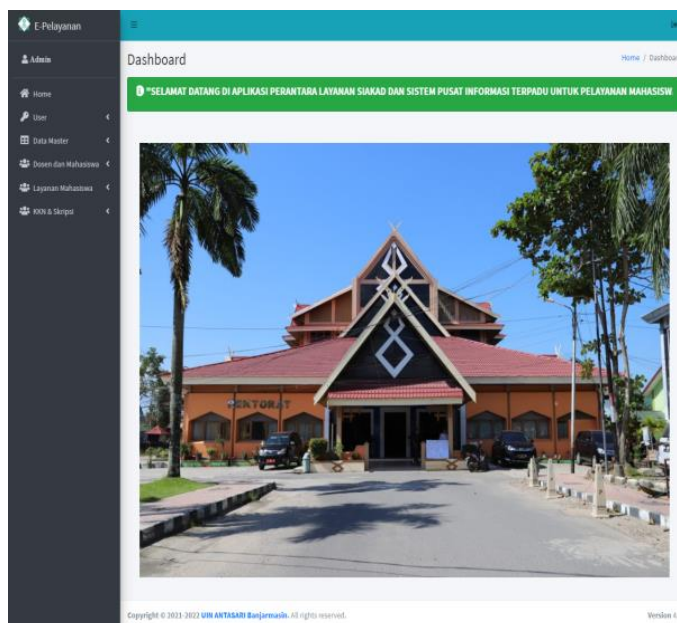 E-Pelayanan
Admin
Home
User
Data Master
Dosen dan Mahasiswa
Layanan Mahasiswa
KKN & Skripsi
Dashboard
Home / Dashboar
"SELAMAT DATANG DI APLIKASI PERANTARA LAYANAN SIAKAD DAN SISTEM PUSAT INFORMASI TERPADU UNTUK PELAYANAN MAHASISW
REKTORAT
Copyright © 2021-2022 UIN ANTASARI Banjarmasin. All rights reserved.
Version